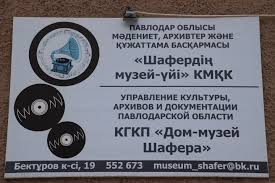 ПАВЛОДАР ОБЛЫСЫ
МӘДЕНИЕТ, АРХИВТЕР ЖӘНЕ
ҚҰЖАТТАМА БАСҚАРМАСЫ
«Шафердің
музей-үйі» КМҚК
УПРАВЛЕНИЕ КУЛЬТУРЫ,
АРХИВОВ И ДОКУМЕНТАЦИИ
ПАВЛОДАРСКОЙ ОБЛАСТИ
КГКП «Дом-музей
Шафера»
Бектұров к-сі, 19 552 673 museum_shafer@bk.ru